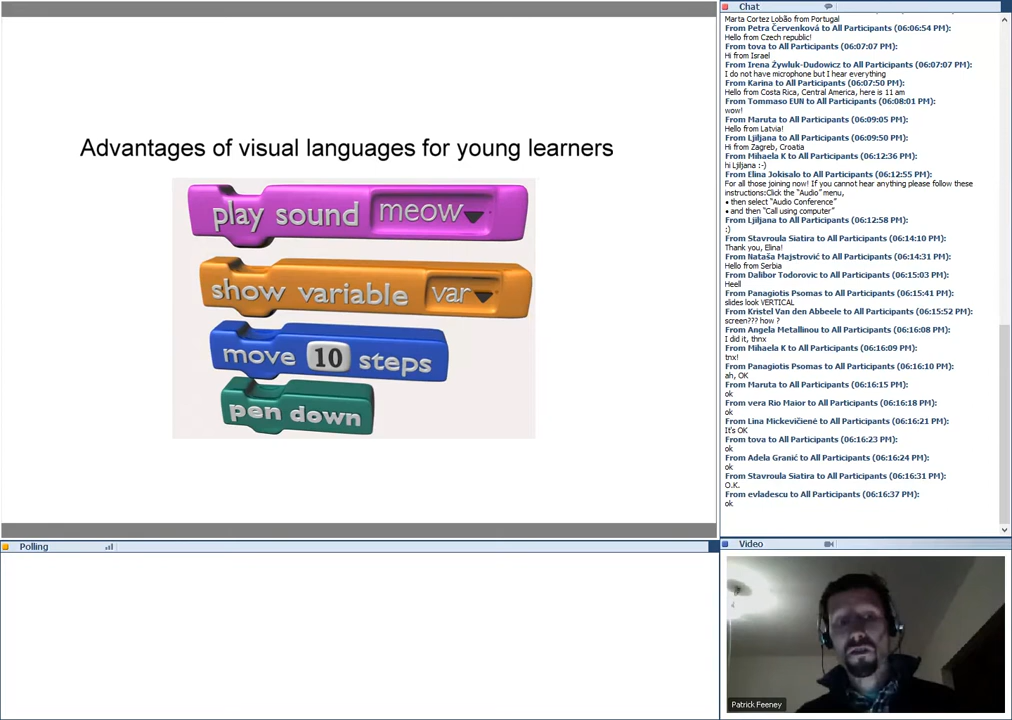 Advantages of visual languages for young learners
play sound meow
show variable var
move 10 steps
pen down
Polling
Chat
Marta Cortez Lobão from Portugal
From Petra Červenková to All Participants (06:06:54 PM):
Hello from Czech republic!
From tova to All Participants (06:07:07 PM):
Hi from Israel
From Irena Żywluk-Dudowicz to All Participants (06:07:07 PM):
I do not have microphone but I hear everything
From Karina to All Participants (06:07:50 PM):
Hello from Costa Rica, Central America, here is 11 am
From Tommaso EUN to All Participants (06:08:01 PM):
wow!
From Maruta to All Participants (06:09:05 PM):
Hello from Latvia!
From Ljiljana to All Participants (06:09:50 PM):
Hi from Zagreb, Croatia
From Mihaela K to All Participants (06:12:36 PM):
hi Ljiljana :-)
From Elina Jokisalo to All Participants (06:12:55 PM):
For all those joining now! If you cannot hear anything please follow these
instructions:Click the "Audio" menu,
• then select "Audio Conference"
• and then "Call using computer"
From Ljiljana to All Participants (06:12:58 PM):
:)
From Stavroula Siatira to All Participants (06:14:10 PM):
Thank you, Elina!
From Nataša Majstrović to All Participants (06:14:31 PM):
Hello from Serbia
From Dalibor Todorovic to All Participants (06:15:03 PM):
Heell
From Panagiotis Psomas to All Participants (06:15:41 PM):
slides look VERTICAL
From Kristel Van den Abbeele to All Participants (06:15:52 PM):
screen??? how ?
From Angela Metallinou to All Participants (06:16:08 PM):
I did it, thnx
From Mihaela K to All Participants (06:16:09 PM):
tnx!
From Panagiotis Psomas to All Participants (06:16:10 PM):
ah, OK
From Maruta to All Participants (06:16:15 PM):
ok
From vera Rio Maior to All Participants (06:16:18 PM):
ok
From Lina Mickevičienė to All Participants (06:16:21 PM):
It's OK
From tova to All Participants (06:16:23 PM):
ok
From Adela Granić to All Participants (06:16:24 PM):
ok
From Stavroula Siatira to All Participants (06:16:31 PM):
O.K.
From evladescu to All Participants (06:16:37 PM):
ok
Video
Patrick Feeney